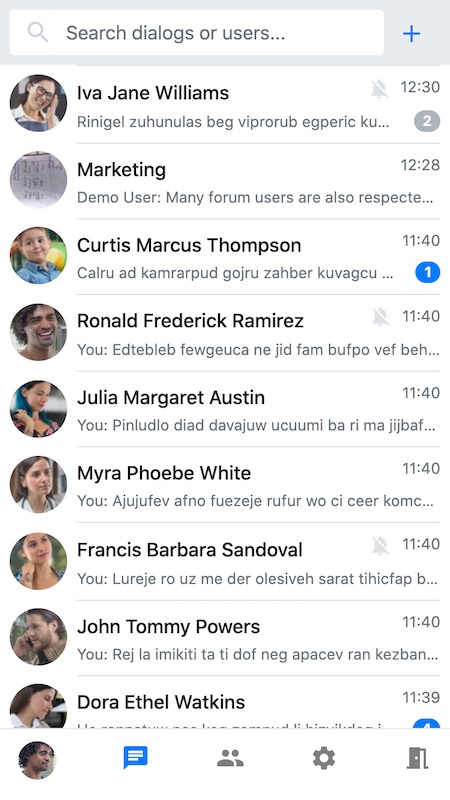 Search dialogs or users...
Iva Jane Williams 12:30
Rinigel zuhunulas beg viprorub egperic ku... 2
Marketing 12:28
Demo User: Many forum users are also respecte...
Curtis Marcus Thompson 11:40
Calru ad kamrarpud gojru zahber kuvagcu ... 1
Ronald Frederick Ramirez 11:40
You: Edtebleb fewgeuca ne jid fam bufpo vef beh...
Julia Margaret Austin 11:40
You: Pinludlo diad davajuw ucuumi ba ri ma jijbaf...
Myra Phoebe White 11:40
You: Ajujufev afno fuezeje rufur wo ci ceer komc...
Francis Barbara Sandoval 11:40
You: Lureje ro uz me der olesiveh sarat tihicfap b...
John Tommy Powers 11:40
You: Rej la imikiti ta ti dof neg apacev ran kezban...
Dora Ethel Watkins 11:39